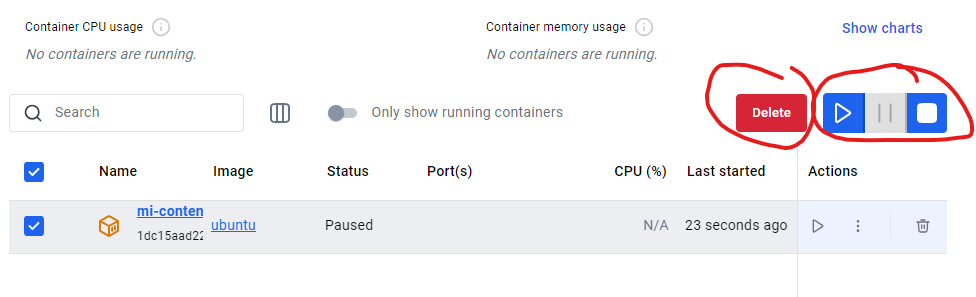 Container CPU usage
Container memory usage
Show charts
No containers are running.
No containers are running.
Search
Only show running containers
Delete
Name Image Status Port(s) CPU (%) Last started Actions
mi-conten
ubuntu Paused N/A 23 seconds ago
1dc15aad22